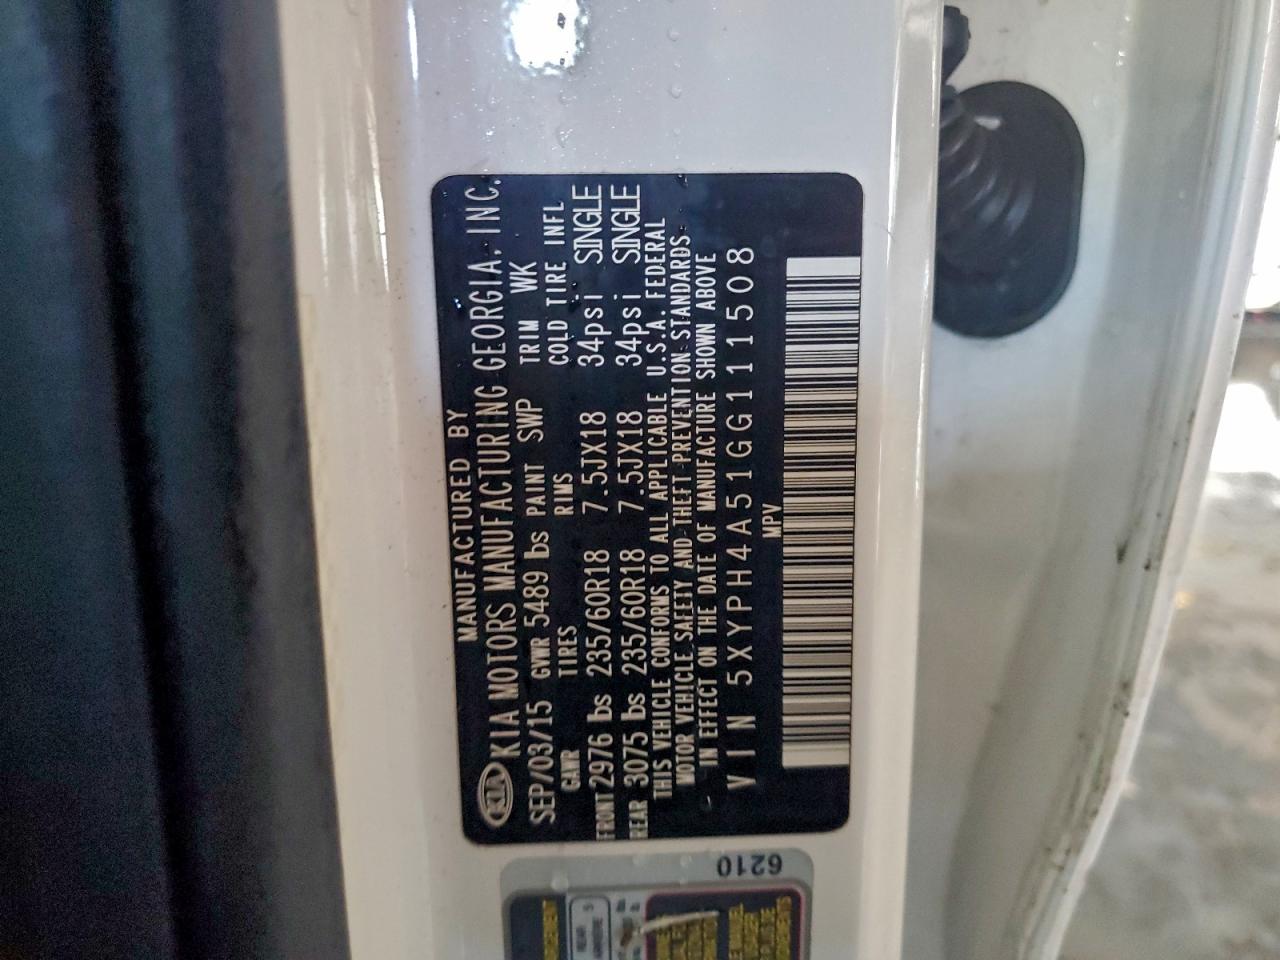 MANUFACTURED BY
KIA KIA MOTORS MANUFACTURING GEORGIA, INC.
SEP/03/15 GVWR 5489 lbs PAINT SWP TRIM WK
GAWR TIRES RIMS COLD TIRE INFL
FRONT 2976 lbs 235/60R18 7.5JX18 34psi SINGLE
REAR 3075 lbs 235/60R18 7.5JX18 34psi SINGLE
THIS VEHICLE CONFORMS TO ALL APPLICABLE U.S.A. FEDERAL
MOTOR VEHICLE SAFETY AND THEFT PREVENTION STANDARDS
IN EFFECT ON THE DATE OF MANUFACTURE SHOWN ABOVE
VIN 5XYPH4A51GG111508
MPV
6210